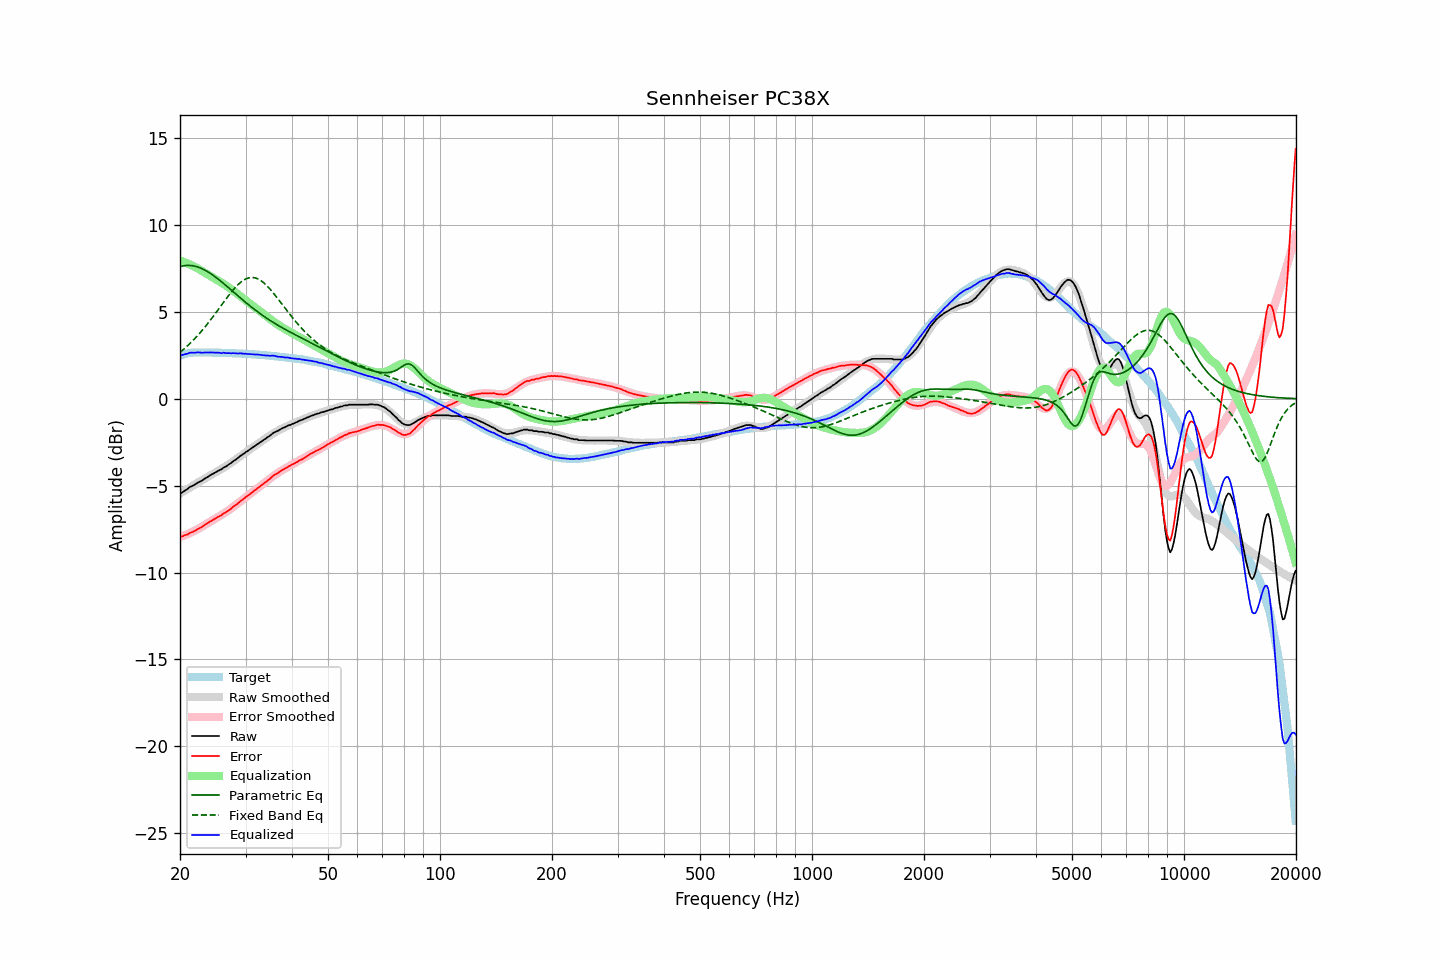 Sennheiser PC38X
15
10
5
0
−5
−10
−15
−20
−25
Amplitude (dBr)
Target
Raw Smoothed
Error Smoothed
Raw
Error
Equalization
Parametric Eq
Fixed Band Eq
Equalized
20 50 100 200 500 1000 2000 5000 10000 20000
Frequency (Hz)